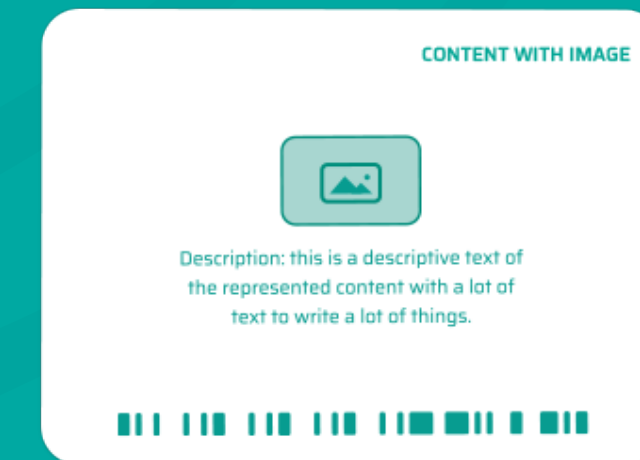 CONTENT WITH IMAGE
Description: this is a descriptive text of
the represented content with a lot of
text to write a lot of things.